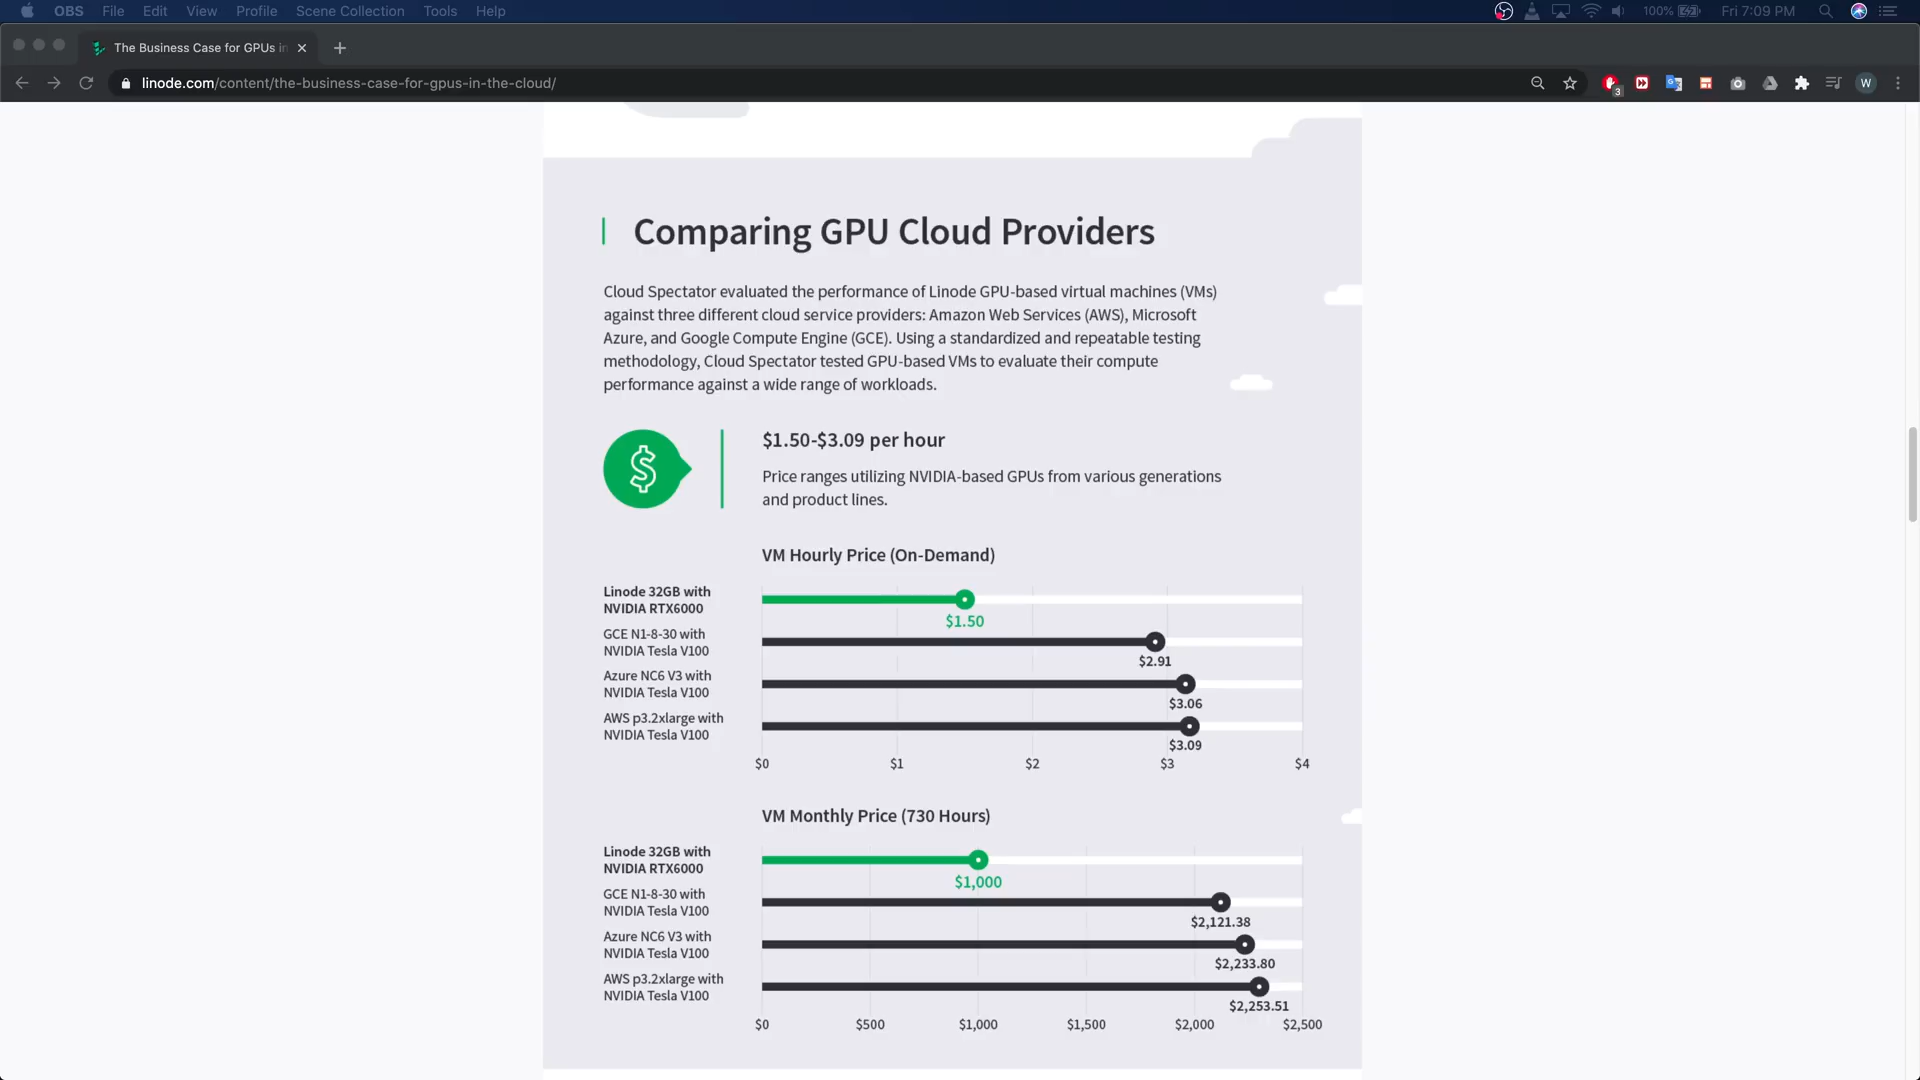 OBS File Edit View Profile Scene Collection Tools Help 100% Fri 7:09 PM
The Business Case for GPUs in
linode.com/content/the-business-case-for-gpus-in-the-cloud/
3 W
Comparing GPU Cloud Providers
Cloud Spectator evaluated the performance of Linode GPU-based virtual machines (VMs)
against three different cloud service providers: Amazon Web Services (AWS), Microsoft
Azure, and Google Compute Engine (GCE). Using a standardized and repeatable testing
methodology, Cloud Spectator tested GPU-based VMs to evaluate their compute
performance against a wide range of workloads.
$
$1.50-$3.09 per hour
Price ranges utilizing NVIDIA-based GPUs from various generations
and product lines.
VM Hourly Price (On-Demand)
Linode 32GB with
NVIDIA RTX6000
$1.50
GCE N1-8-30 with
NVIDIA Tesla V100
$2.91
Azure NC6 V3 with
NVIDIA Tesla V100
$3.06
AWS p3.2xlarge with
NVIDIA Tesla V100
$3.09
$0 $1 $2 $3 $4
VM Monthly Price (730 Hours)
Linode 32GB with
NVIDIA RTX6000
$1,000
GCE N1-8-30 with
NVIDIA Tesla V100
$2,121.38
Azure NC6 V3 with
NVIDIA Tesla V100
$2,233.80
AWS p3.2xlarge with
NVIDIA Tesla V100
$2,253.51
$0 $500 $1,000 $1,500 $2,000 $2,500